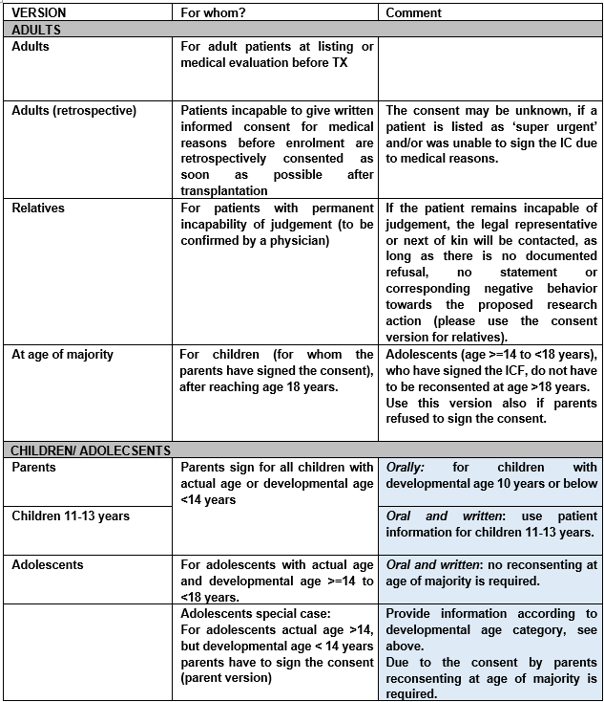 VERSION For whom? Comment
ADULTS
Adults
For adult patients at listing or
medical evaluation before TX
Adults (retrospective)
Patients incapable to give written
informed consent for medical
reasons before enrolment are
retrospectively consented as
soon as possible after
transplantation
The consent may be unknown, if a
patient is listed as ‘super urgent’
and/or was unable to sign the IC due
to medical reasons.
Relatives
For patients with permanent
incapability of judgement (to be
confirmed by a physician)
If the patient remains incapable of
judgement, the legal representative
or next of kin will be contacted, as
long as there is no documented
refusal, no statement or
corresponding negative behavior
towards the proposed research
action (please use the consent
version for relatives).
At age of majority
For children (for whom the
parents have signed the consent),
after reaching age 18 years.
Adolescents (age >=14 to <18 years),
who have signed the ICF, do not have
to be reconsented at age >18 years.
Use this version also if parents
refused to sign the consent.
CHILDREN/ ADOLECSENTS
Parents
Parents sign for all children with
actual age or developmental age
<14 years
Orally: for children with
developmental age 10 years or below
Children 11-13 years
Oral and written: use patient
information for children 11-13 years.
Adolescents
For adolescents with actual age
and developmental age >=14 to
<18 years.
Oral and written: no reconsenting at
age of majority is required.
Adolescents special case:
For adolescents actual age >14,
but developmental age < 14 years
parents have to sign the consent
(parent version)
Provide information according to
developmental age category, see
above.
Due to the consent by parents
reconsenting at age of majority is
required.